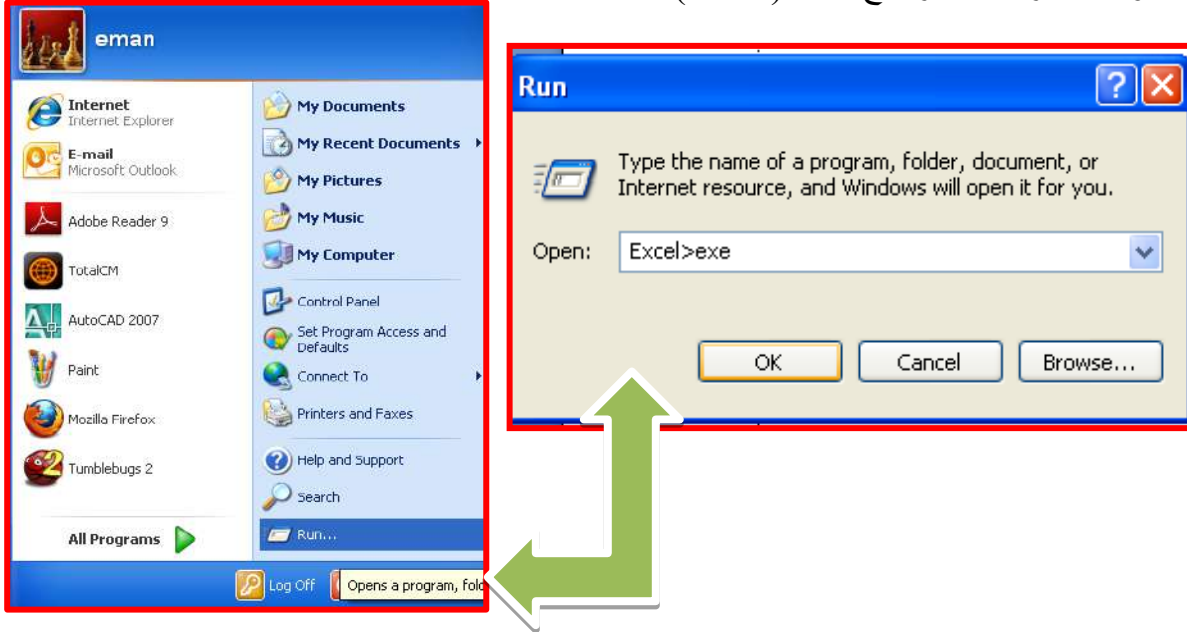 eman
Internet
Internet Explorer
E-mail
Microsoft Outlook
Adobe Reader 9
TotalCM
AutoCAD 2007
Paint
Mozilla Firefox
Tumblebugs 2
All Programs
My Documents
My Recent Documents
My Pictures
My Music
My Computer
Control Panel
Set Program Access and
Defaults
Connect To
Printers and Faxes
Help and Support
Search
Run...
Log Off
Opens a program, fold
Run
Type the name of a program, folder, document, or
Internet resource, and Windows will open it for you.
Open:
Excel>exe
OK
Cancel
Browse...